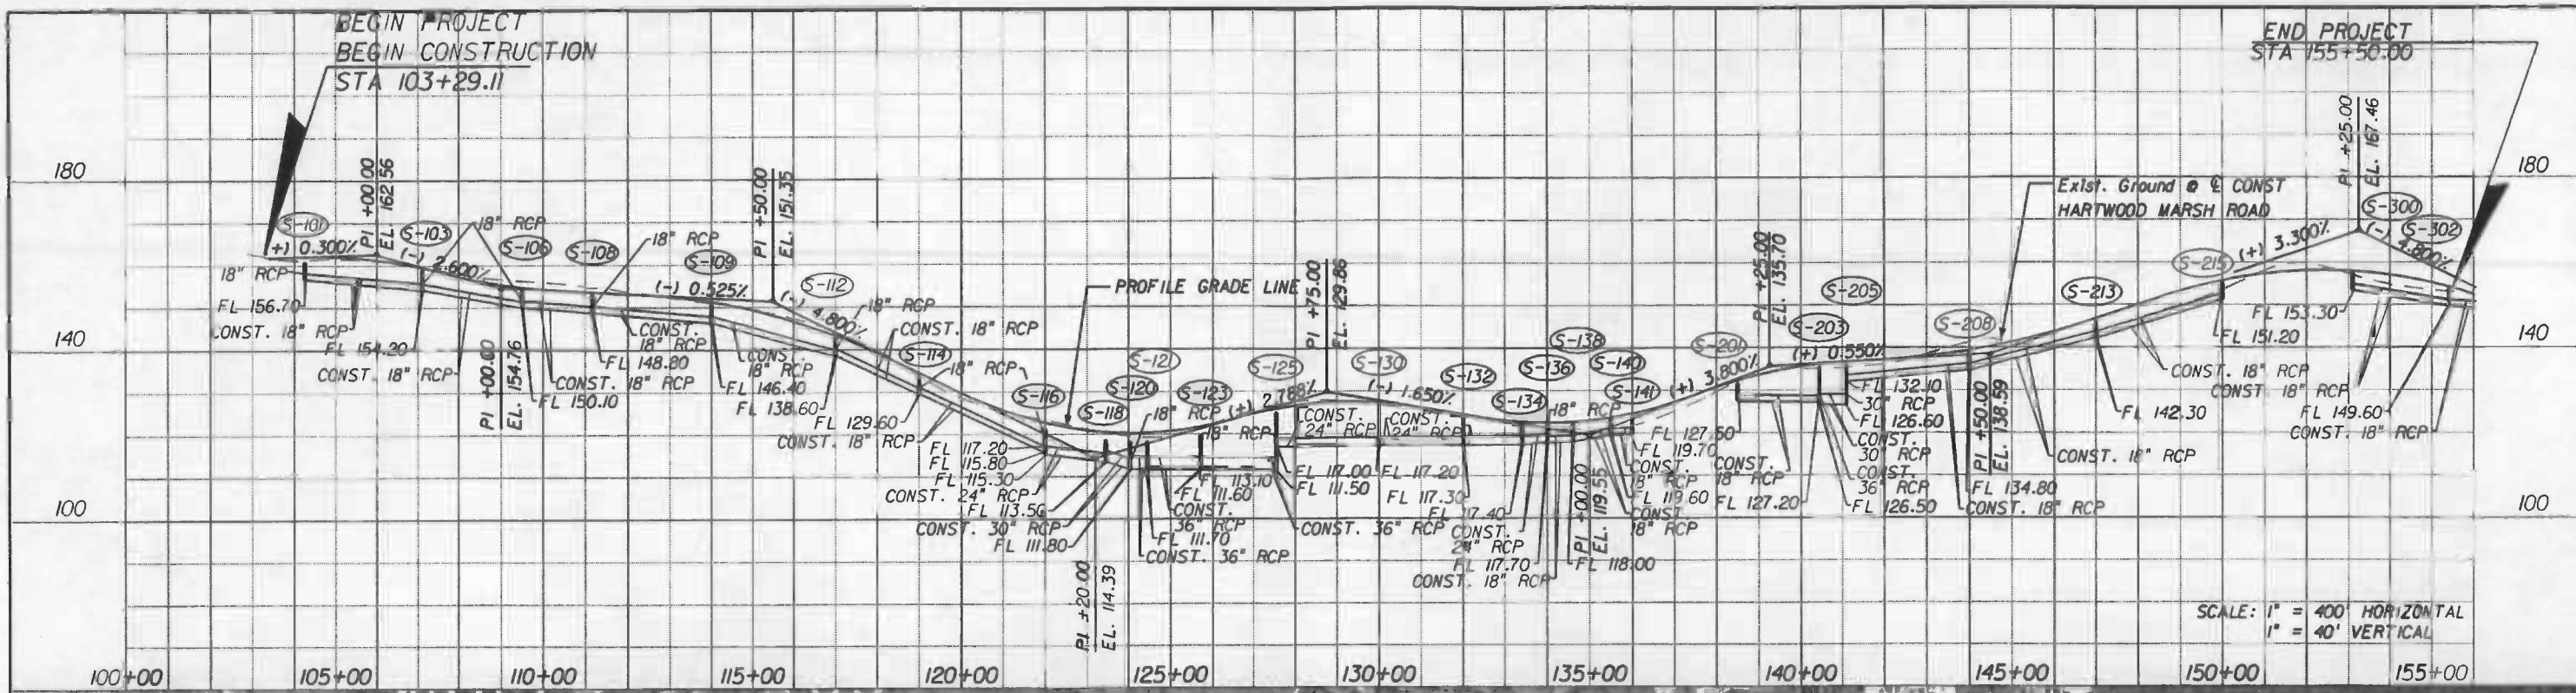 BEGIN PROJECT
BEGIN CONSTRUCTION
STA 103+29.11
END PROJECT
STA 155+50.00
180
140
100
180
140
100
S-101
(+) 0.300%
PI +00.00
EL. 162.56
S-103
(-) 2.600%
18" RCP
S-106
S-108
18" RCP
S-109
(-) 0.525%
PI +50.00
EL. 151.35
S-112
(-) 4.800%
18" RCP
CONST. 18" RCP
S-114
18" RCP
PROFILE GRADE LINE
S-116
S-118
S-120
S-121
18" RCP
S-123
(+) 2.788%
18" RCP
S-125
PI +75.00
EL. 129.86
S-130
(-) 1.650%
CONST.
24" RCP
CONST.
24" RCP
S-132
S-134
S-136
S-138
18" RCP
S-140
S-141
(+) 3.800%
S-201
PI +25.00
EL. 135.70
S-203
(+) 0.550%
S-205
S-208
Exist. Ground @ ℄ CONST
HARTWOOD MARSH ROAD
S-213
S-215
(+) 3.300%
PI +25.00
EL. 167.46
S-300
(-) 4.800%
S-302
18" RCP
FL 156.70
CONST. 18" RCP
FL 154.20
CONST. 18" RCP
PI +00.00
EL. 154.76
FL 150.10
CONST. 18" RCP
FL 148.80
CONST.
18" RCP
FL 146.40
CONST.
18" RCP
FL 138.60
FL 129.60
CONST. 18" RCP
FL 117.20
FL 115.80
FL 115.30
CONST. 24" RCP
FL 113.50
CONST. 30" RCP
FL 111.80
PI +20.00
EL. 114.39
FL 113.10
FL 111.60
CONST.
36" RCP
FL 111.70
CONST. 36" RCP
FL 117.00
FL 111.50
CONST. 36" RCP
FL 117.20
FL 117.30
FL 117.40
CONST.
24" RCP
FL 117.70
CONST. 18" RCP
PI +00.00
EL. 119.55
FL 118.00
FL 119.70
CONST.
18" RCP
FL 119.60
CONST.
18" RCP
FL 127.50
CONST.
18" RCP
FL 127.20
FL 132.10
30" RCP
FL 126.60
CONST.
30" RCP
CONST.
36" RCP
FL 126.50
PI +50.00
EL. 138.59
FL 134.80
CONST. 18" RCP
CONST. 18" RCP
FL 142.30
CONST. 18" RCP
FL 151.20
FL 153.30
CONST. 18" RCP
FL 149.60
CONST. 18" RCP
SCALE: 1" = 400' HORIZONTAL
1" = 40' VERTICAL
100+00
105+00
110+00
115+00
120+00
125+00
130+00
135+00
140+00
145+00
150+00
155+00